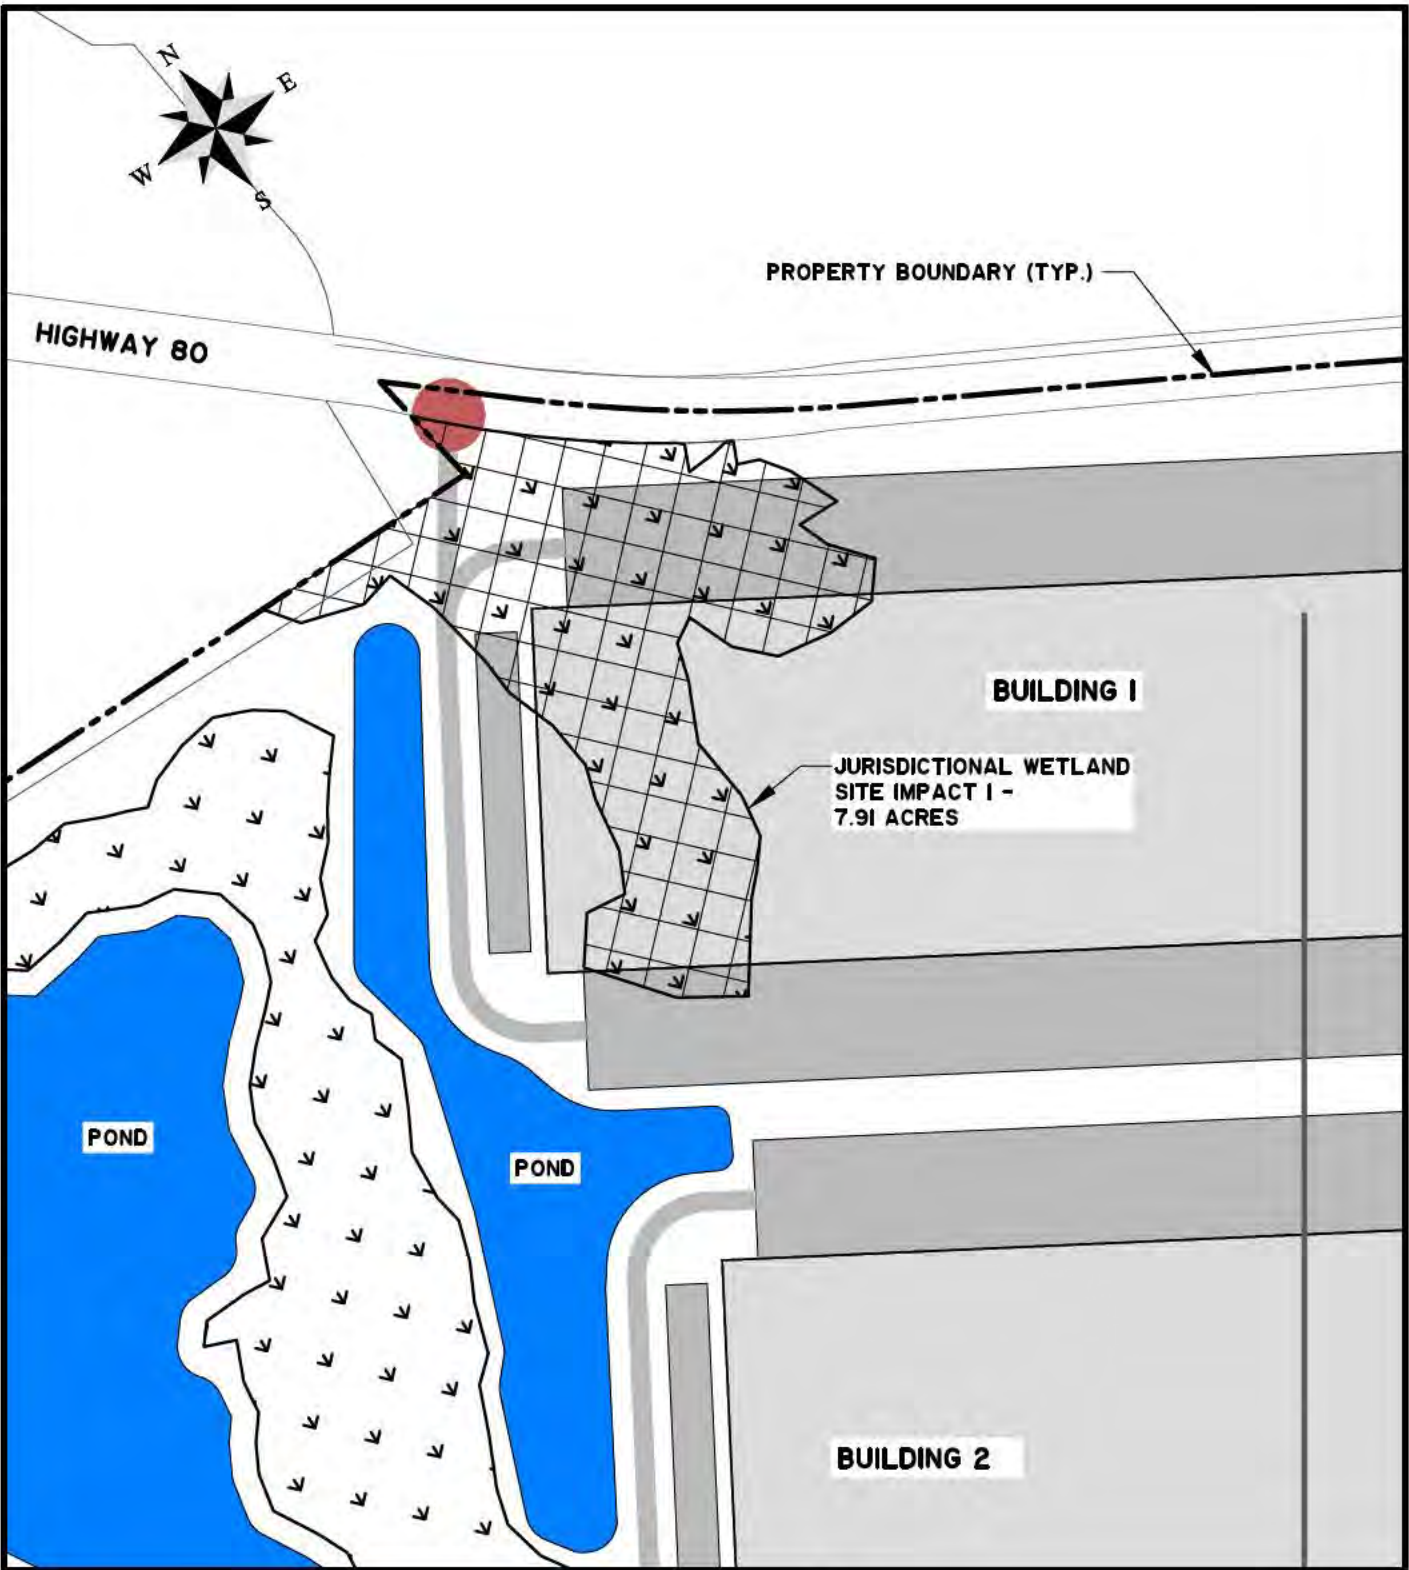 N
E
W
S
PROPERTY BOUNDARY (TYP.)
HIGHWAY 80
BUILDING 1
JURISDICTIONAL WETLAND
SITE IMPACT 1 -
7.91 ACRES
POND
POND
BUILDING 2